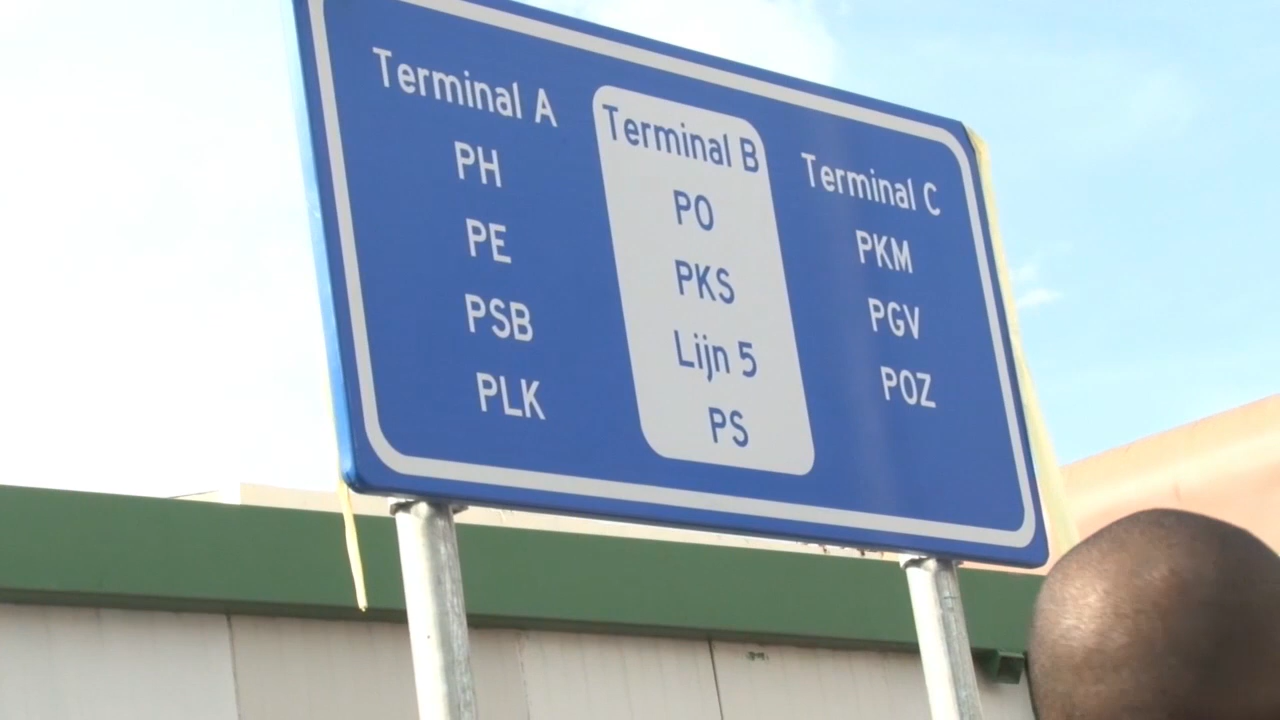 Terminal A
PH
PE
PSB
PLK
Terminal B
PO
PKS
Lijn 5
PS
Terminal C
PKM
PGV
POZ